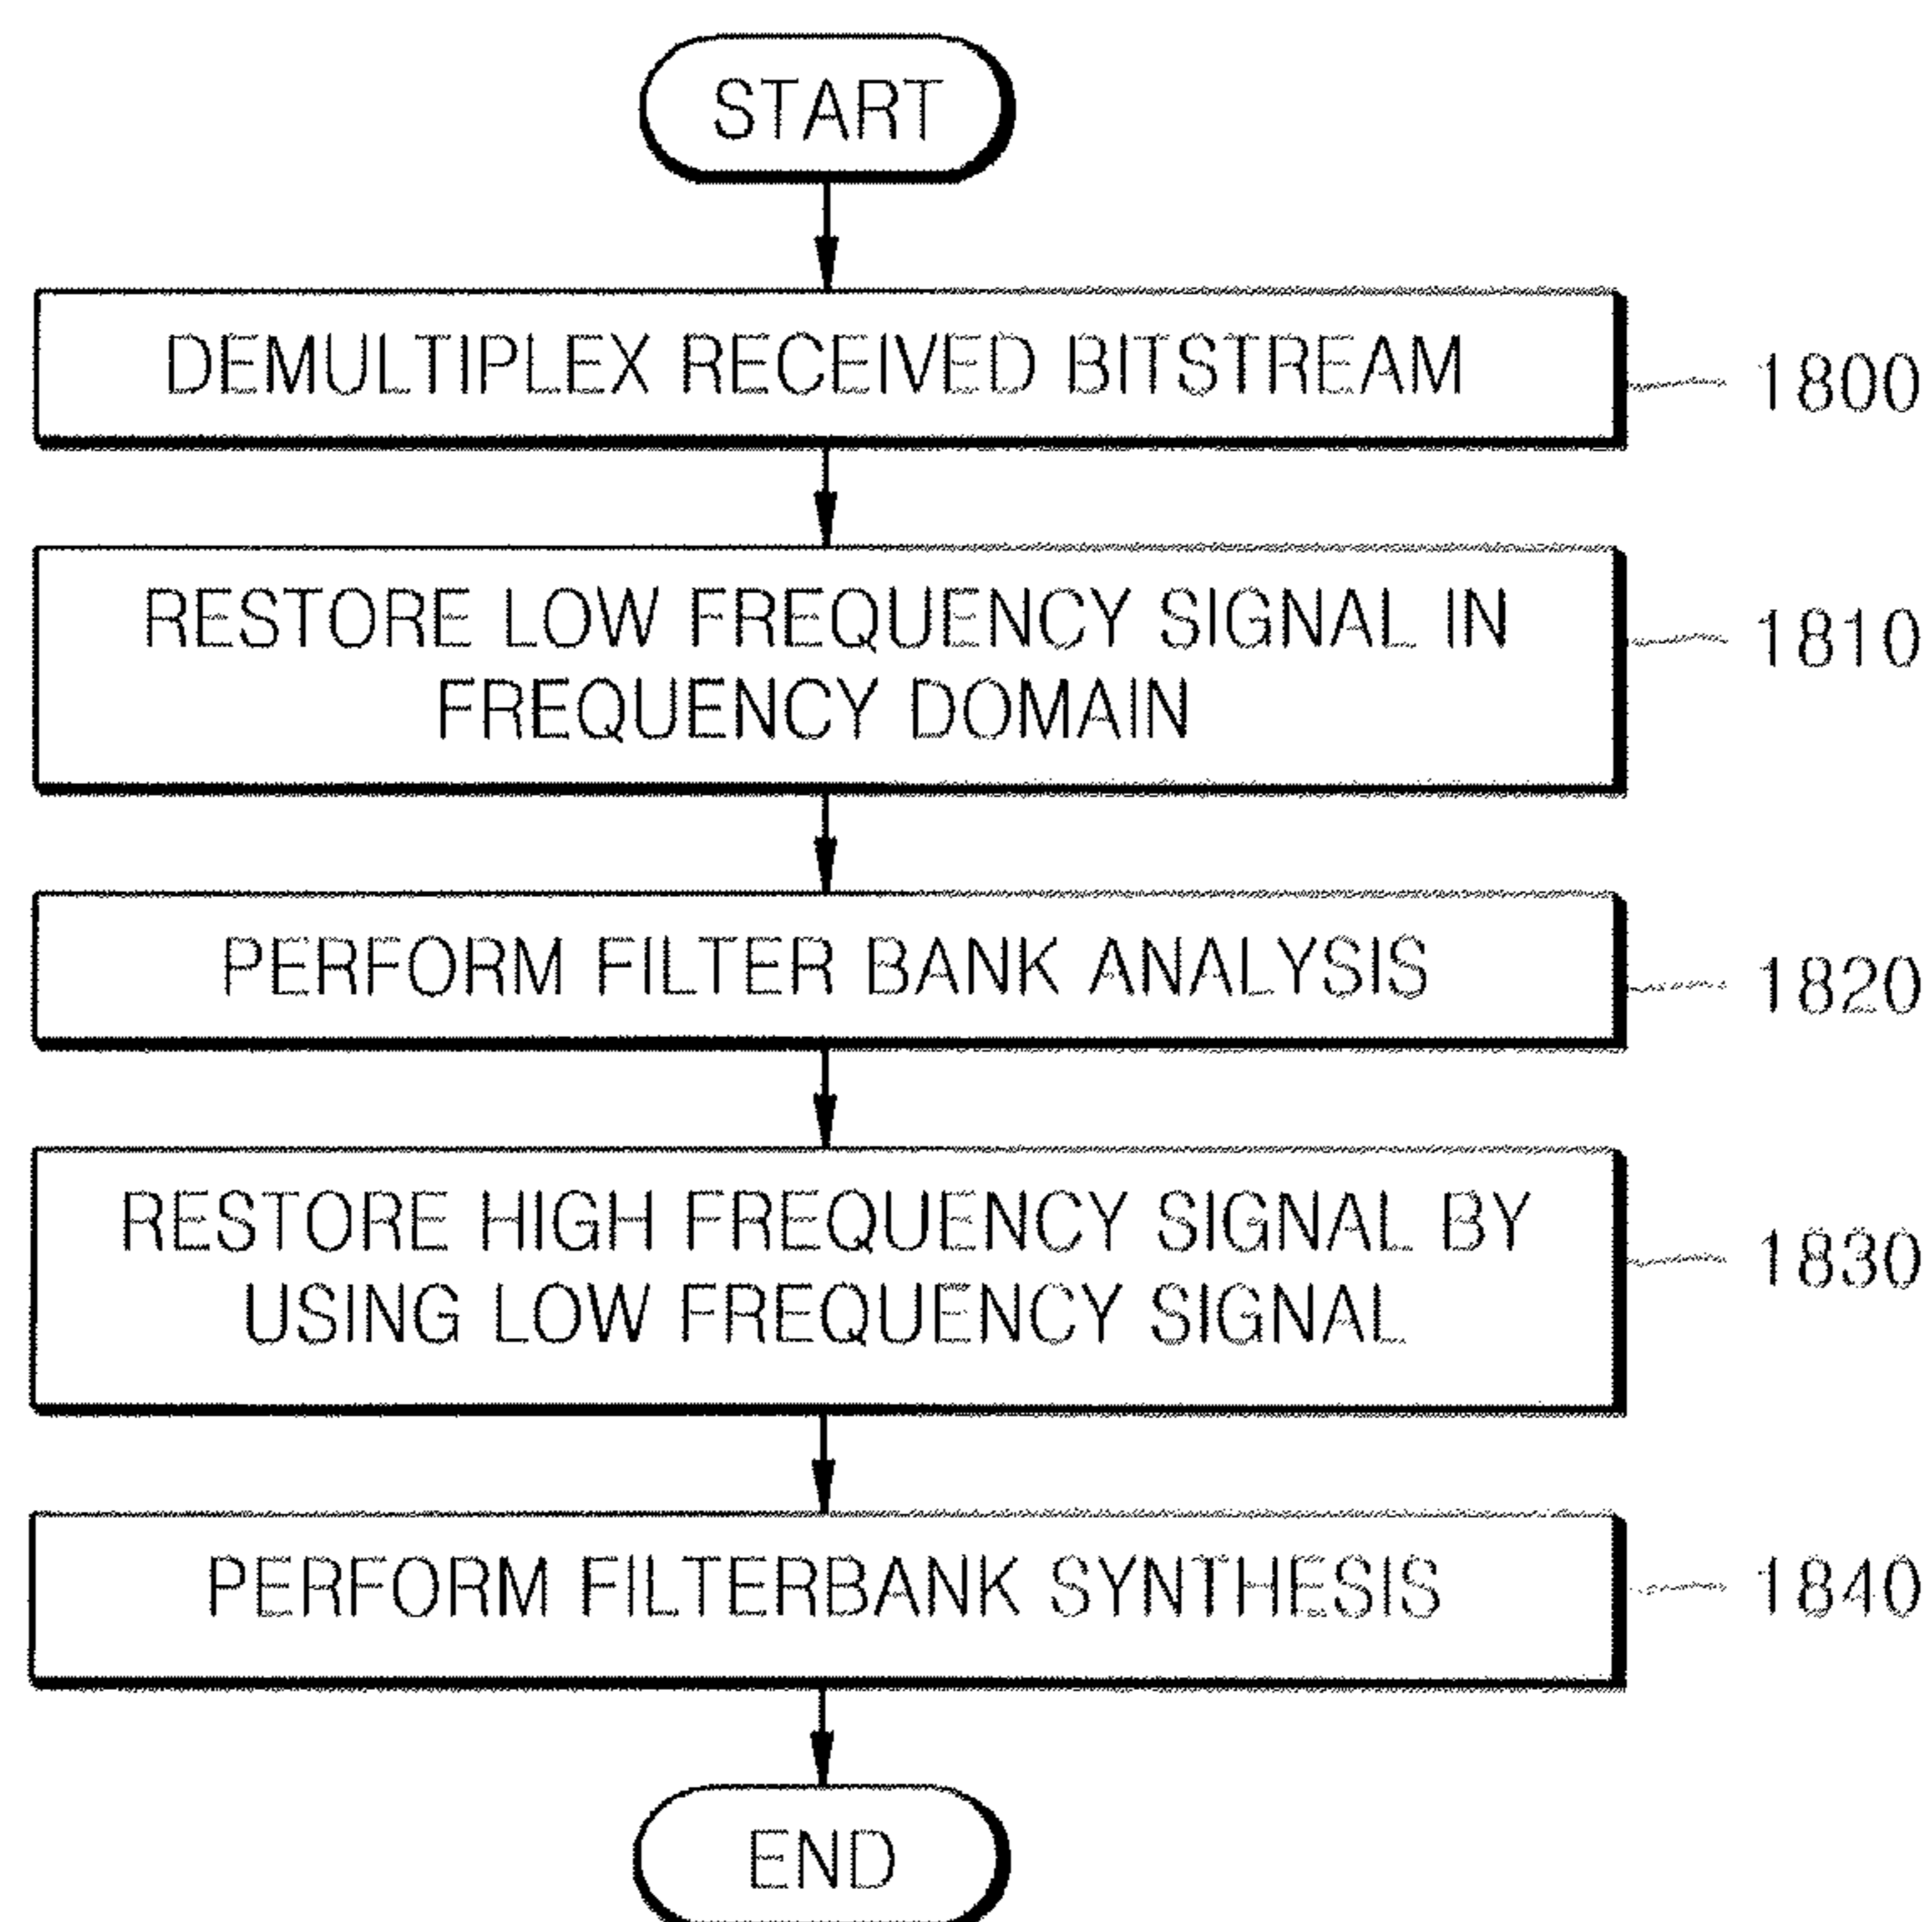 START
DEMULTIPLEX RECEIVED BITSTREAM
1800
RESTORE LOW FREQUENCY SIGNAL IN
FREQUENCY DOMAIN
1810
PERFORM FILTER BANK ANALYSIS
1820
RESTORE HIGH FREQUENCY SIGNAL BY
USING LOW FREQUENCY SIGNAL
1830
PERFORM FILTERBANK SYNTHESIS
1840
END